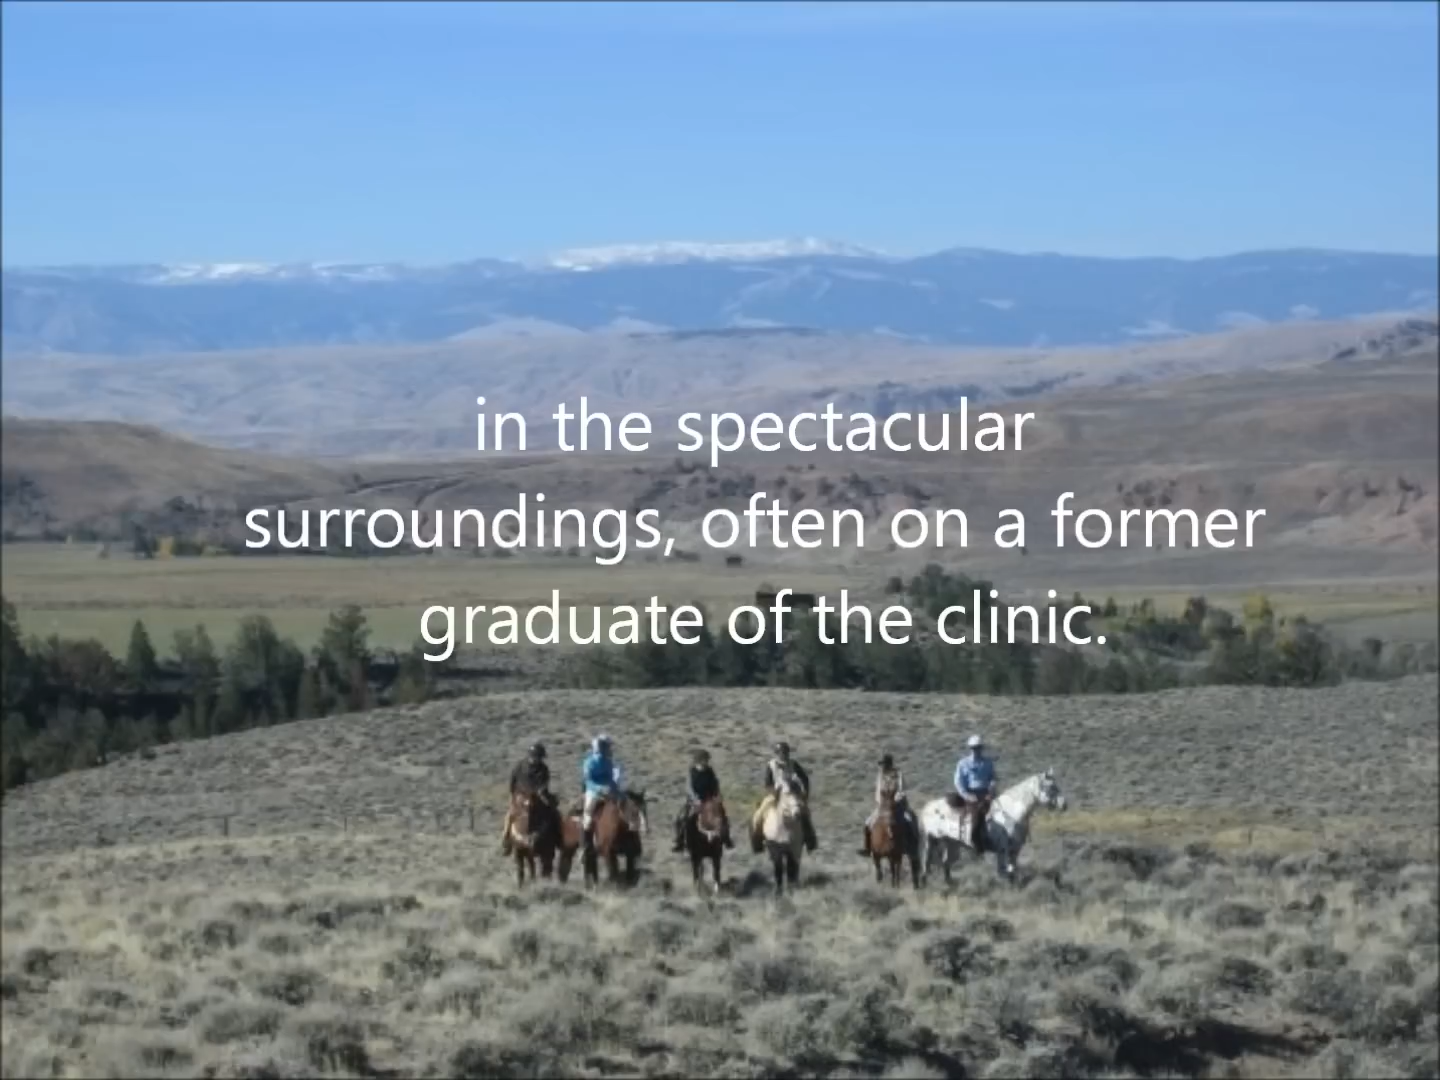 in the spectacular
surroundings, often on a former
graduate of the clinic.